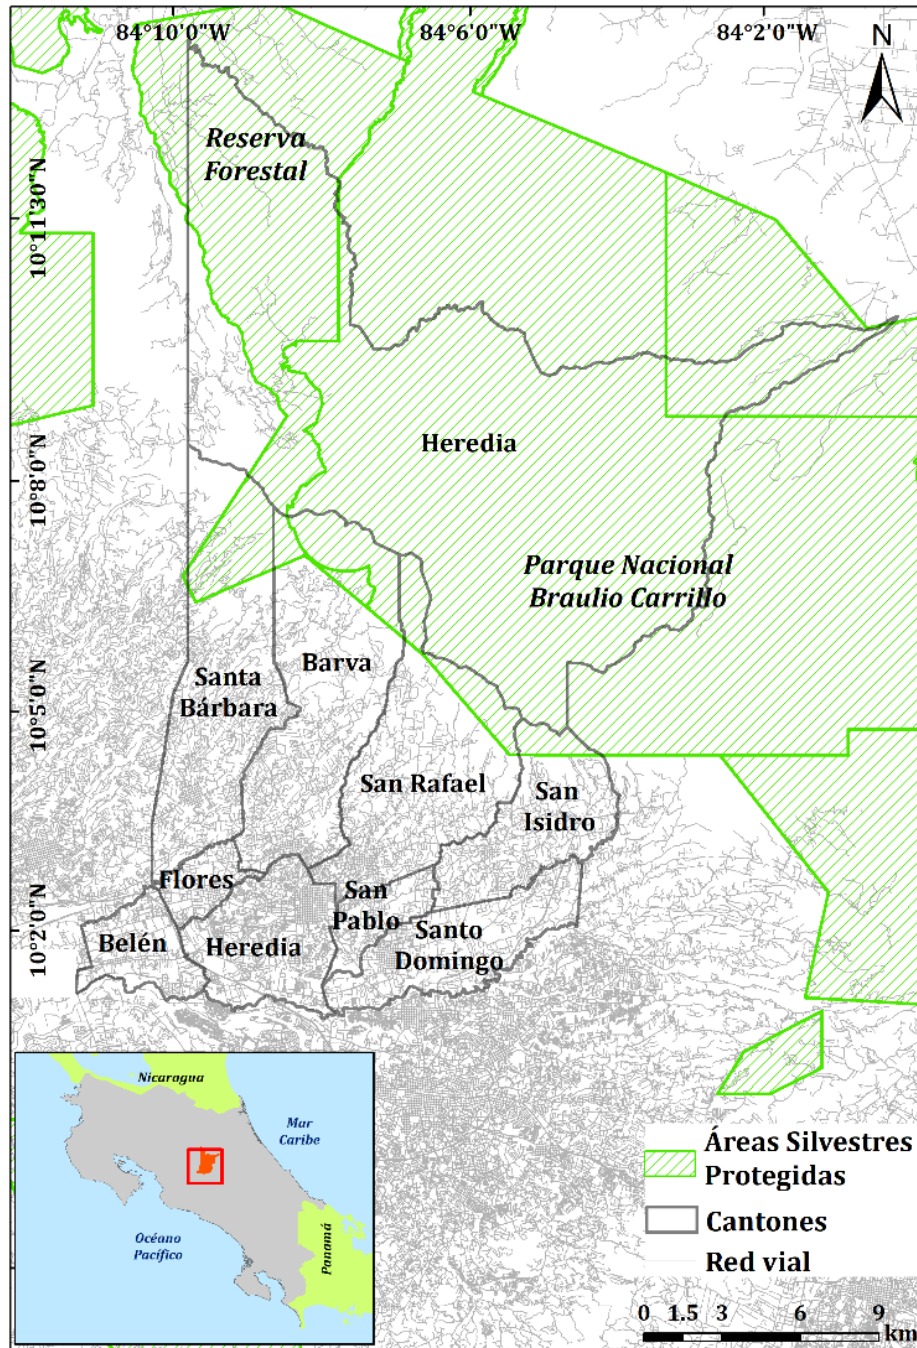 84°10'0"W
84°6'0"W
84°2'0"W
N
Reserva
Forestal
10°11'30"N
Heredia
10°8'0"N
Parque Nacional
Braulio Carrillo
Barva
Santa
Bárbara
10°5'0"N
San Rafael
San
Isidro
Flores
San
Pablo
10°2'0"N
Belén
Heredia
Santo
Domingo
Nicaragua
Mar
Caribe
Océano
Pacífico
Panamá
Áreas Silvestres
Protegidas
Cantones
Red vial
0 1.5 3 6 9
km